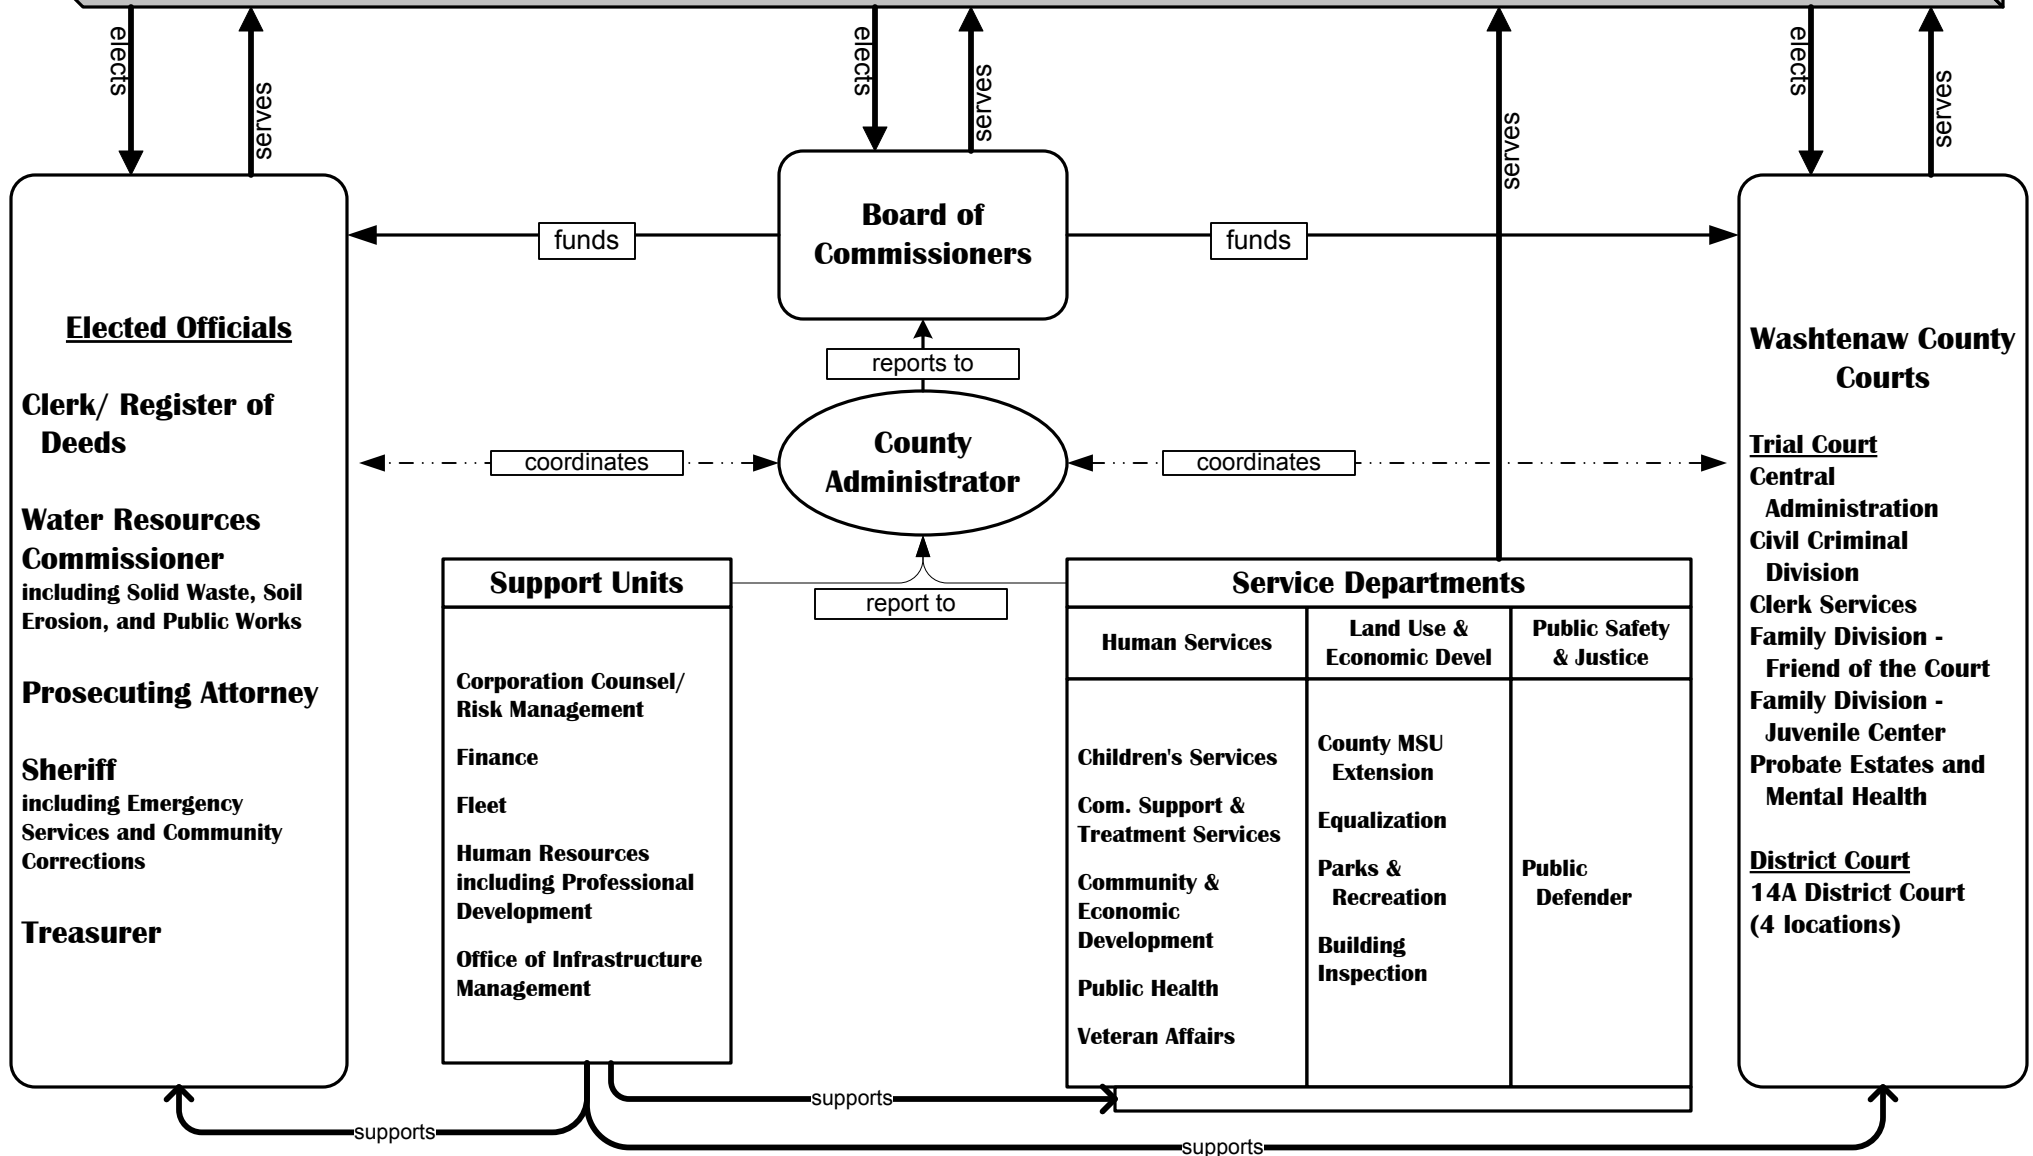 elects
serves
elects
serves
serves
elects
serves
Board of
Commissioners
funds
funds
reports to
County
Administrator
coordinates
coordinates
report to
Elected Officials
Clerk/ Register of
Deeds
Water Resources
Commissioner
including Solid Waste, Soil
Erosion, and Public Works
Prosecuting Attorney
Sheriff
including Emergency
Services and Community
Corrections
Treasurer
Support Units
Corporation Counsel/
Risk Management
Finance
Fleet
Human Resources
including Professional
Development
Office of Infrastructure
Management
Service Departments
Human Services
Children's Services
Com. Support &
Treatment Services
Community &
Economic
Development
Public Health
Veteran Affairs
Land Use &
Economic Devel
County MSU
Extension
Equalization
Parks &
Recreation
Building
Inspection
Public Safety
& Justice
Public
Defender
Washtenaw County
Courts
Trial Court
Central
Administration
Civil Criminal
Division
Clerk Services
Family Division -
Friend of the Court
Family Division -
Juvenile Center
Probate Estates and
Mental Health
District Court
14A District Court
(4 locations)
supports
supports
supports